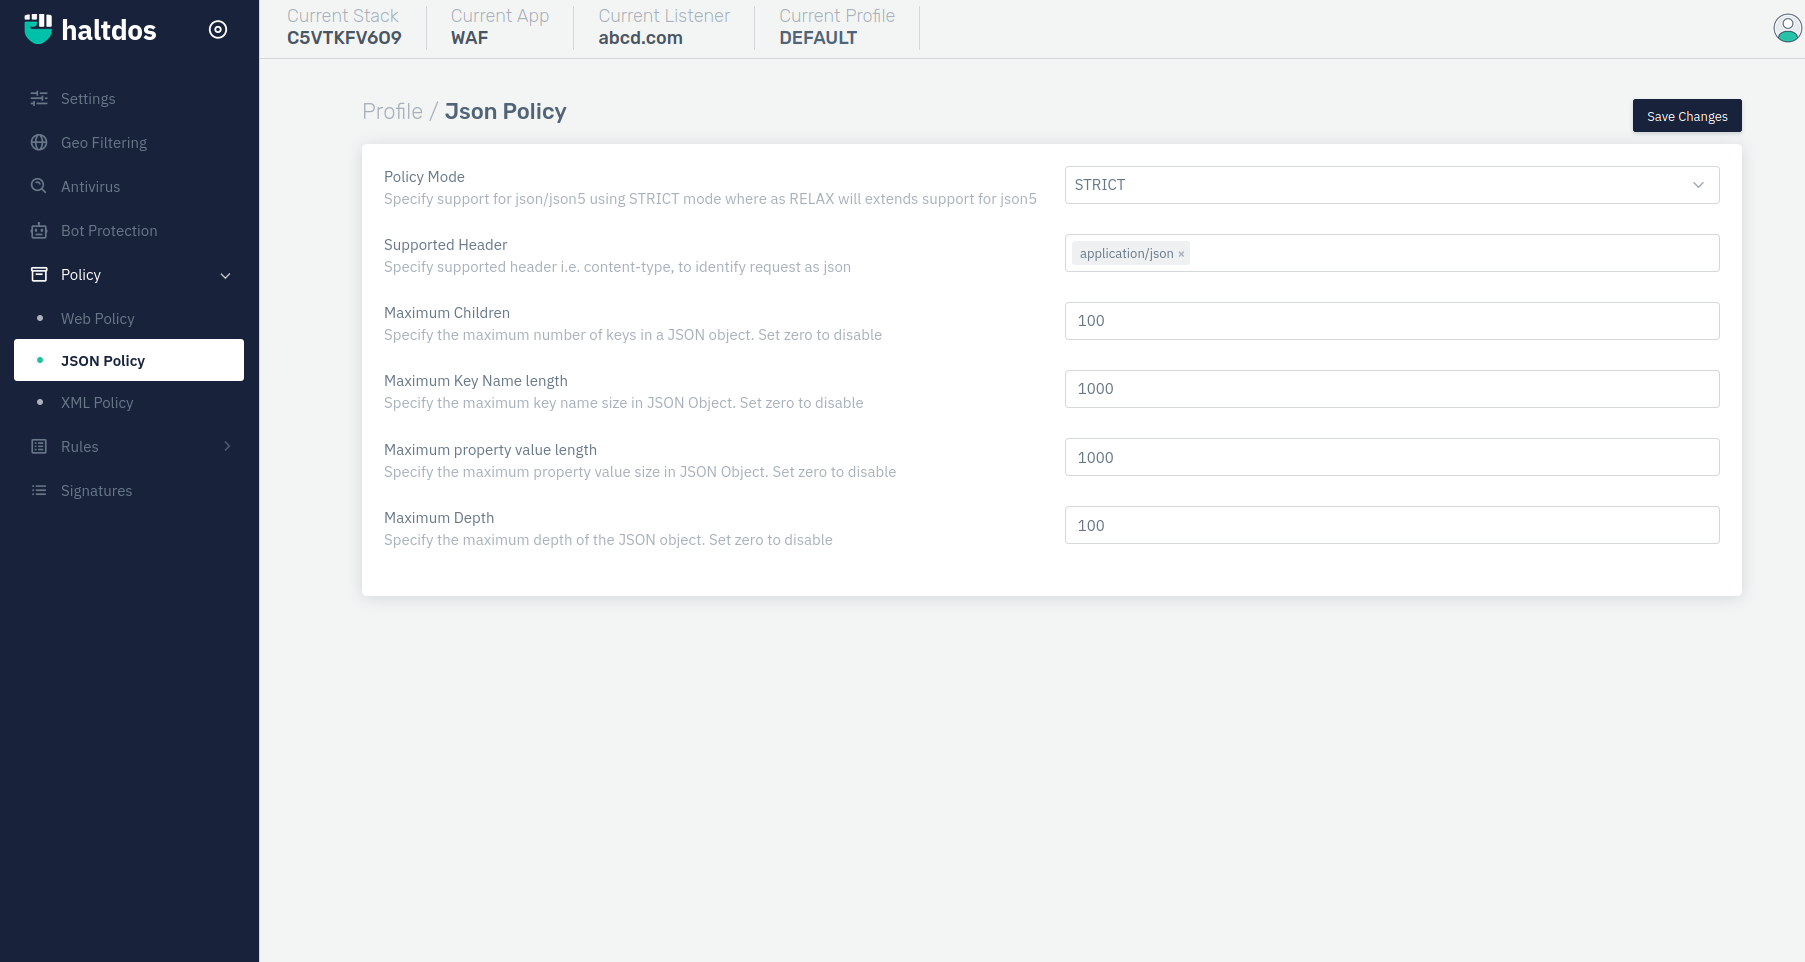 haltdos
Settings
Geo Filtering
Antivirus
Bot Protection
Policy
Web Policy
JSON Policy
XML Policy
Rules
Signatures
Current Stack
C5VTKFV6O9
Current App
WAF
Current Listener
abcd.com
Current Profile
DEFAULT
Profile / Json Policy
Save Changes
Policy Mode
Specify support for json/json5 using STRICT mode where as RELAX will extends support for json5
STRICT
Supported Header
Specify supported header i.e. content-type, to identify request as json
application/json ×
Maximum Children
Specify the maximum number of keys in a JSON object. Set zero to disable
100
Maximum Key Name length
Specify the maximum key name size in JSON Object. Set zero to disable
1000
Maximum property value length
Specify the maximum property value size in JSON Object. Set zero to disable
1000
Maximum Depth
Specify the maximum depth of the JSON object. Set zero to disable
100